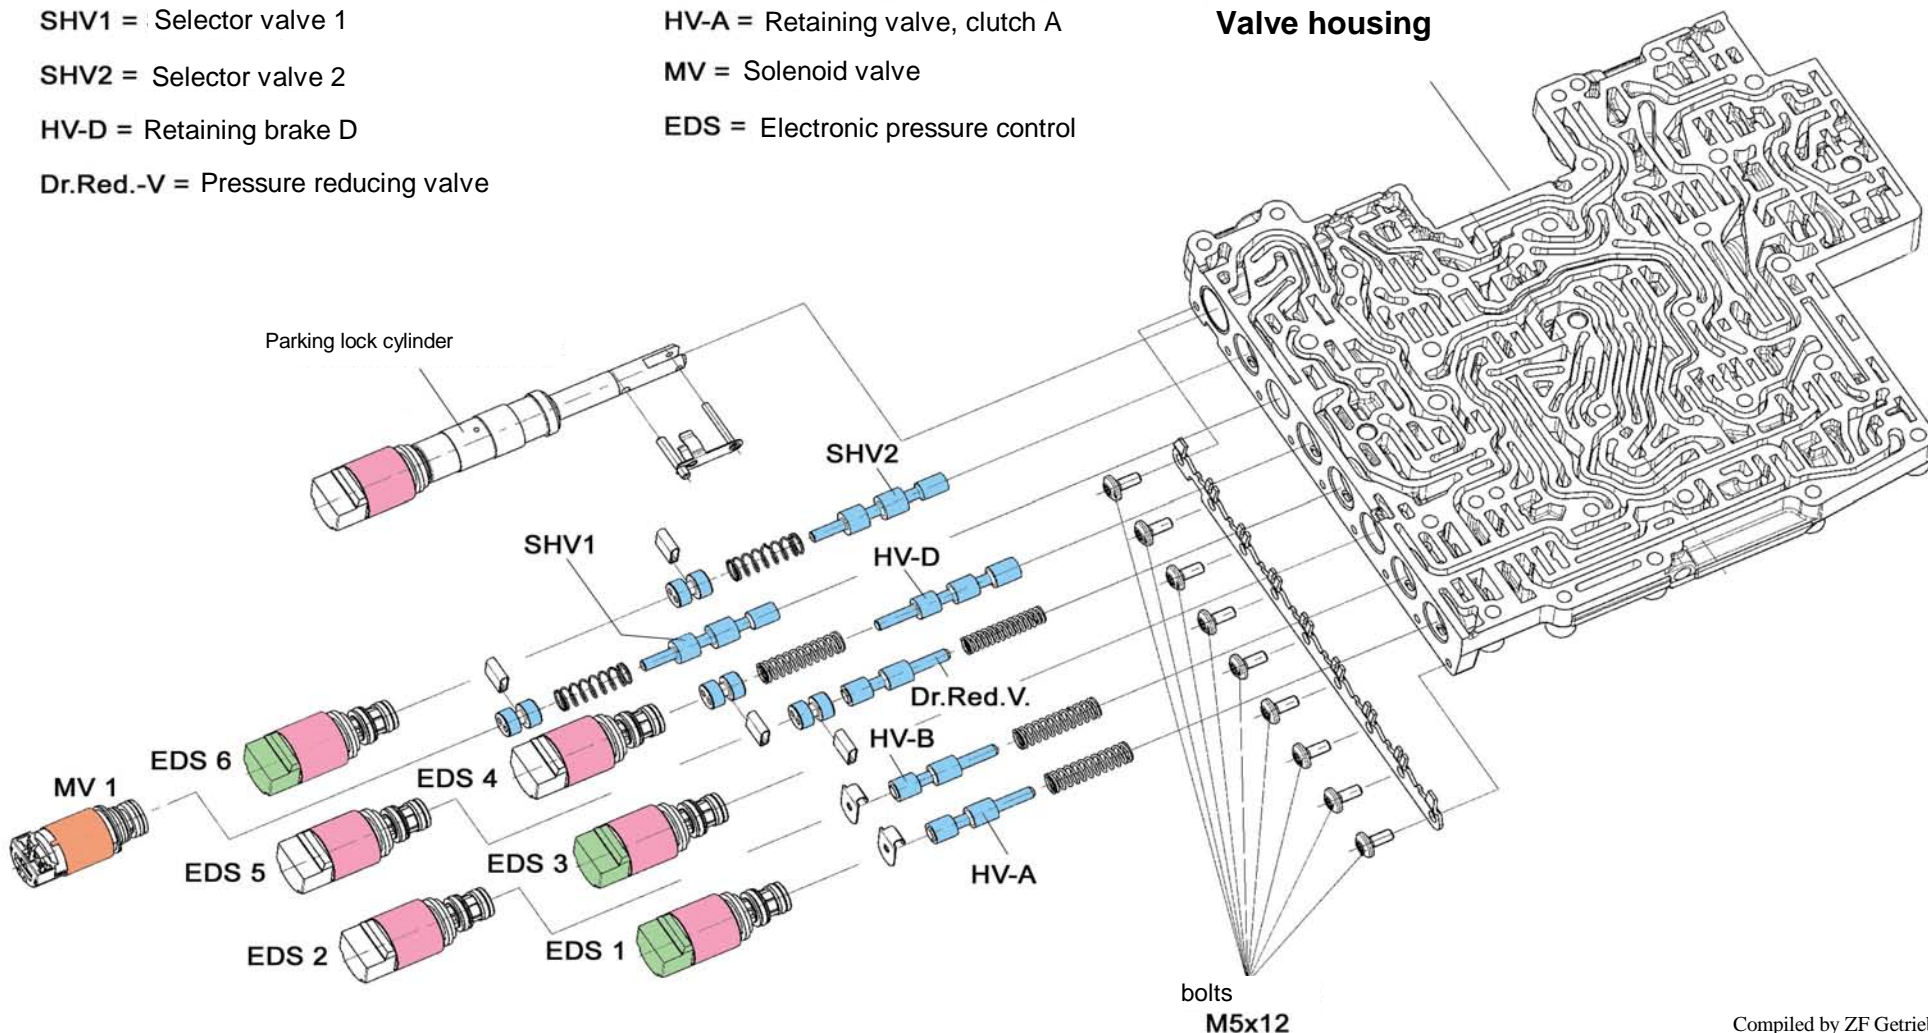 SHV1 = Selector valve 1
SHV2 = Selector valve 2
HV-D = Retaining brake D
Dr.Red.-V = Pressure reducing valve
HV-A = Retaining valve, clutch A
MV = Solenoid valve
EDS = Electronic pressure control
Valve housing
Parking lock cylinder
SHV2
SHV1
HV-D
Dr.Red.V.
HV-B
HV-A
EDS 6
EDS 4
MV 1
EDS 5
EDS 3
EDS 2
EDS 1
bolts
M5x12
Compiled by ZF Getrie